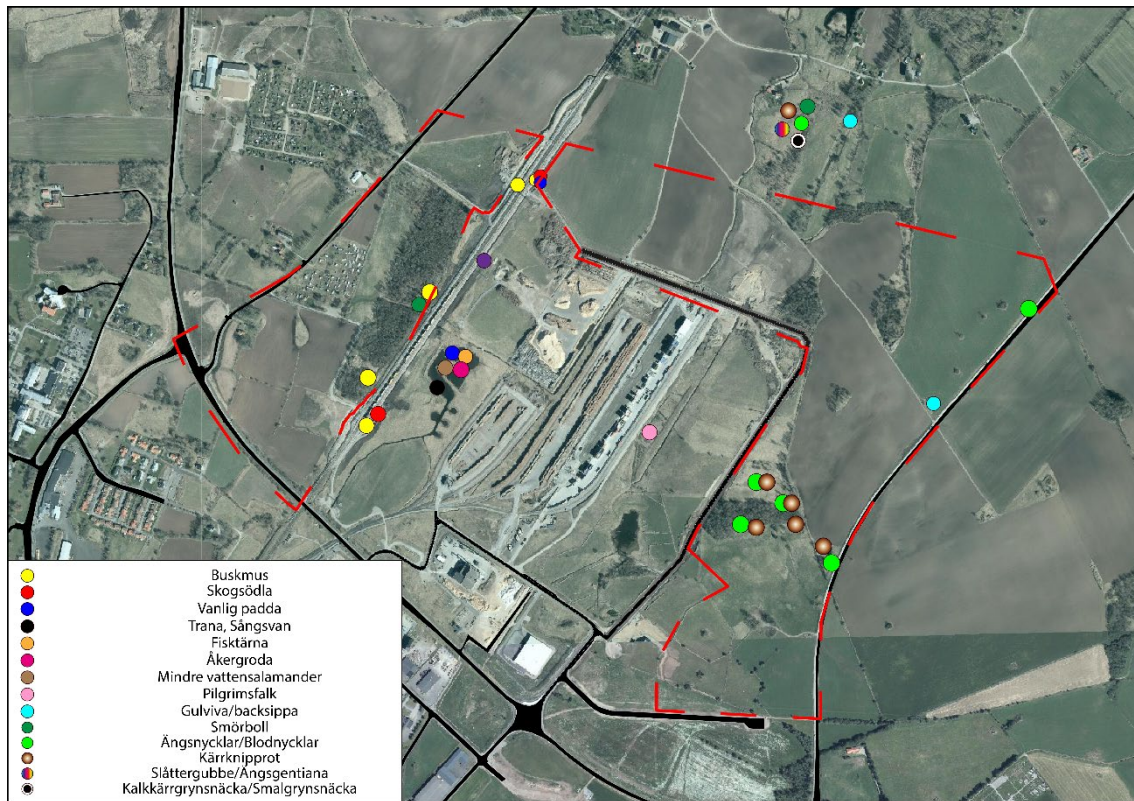 Buskmus
Skogsödla
Vanlig padda
Trana, Sångsvan
Fisktärna
Åkergroda
Mindre vattensalamander
Pilgrimsfalk
Gulviva/backsippa
Smörboll
Ängsnycklar/Blodnycklar
Kärrknipprot
Slåttergubbe/Ängsgentiana
Kalkkärrgrynsnäcka/Smalgrynsnäcka